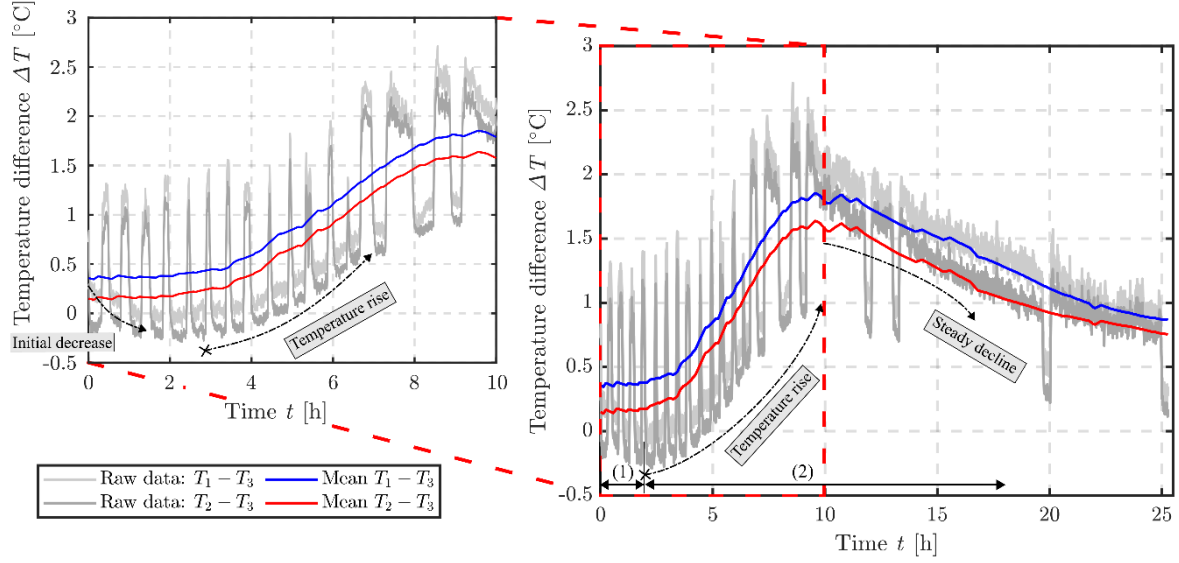 Temperature difference ΔT [°C]
3
2.5
2
1.5
1
0.5
0
-0.5
0
2
4
6
8
10
Time t [h]
Initial decrease
Temperature rise
Raw data: T₁ − T₃
Mean T₁ − T₃
Raw data: T₂ − T₃
Mean T₂ − T₃
Temperature difference ΔT [°C]
3
2.5
2
1.5
1
0.5
0
-0.5
0
5
10
15
20
25
Time t [h]
Temperature rise
Steady decline
(1)
(2)